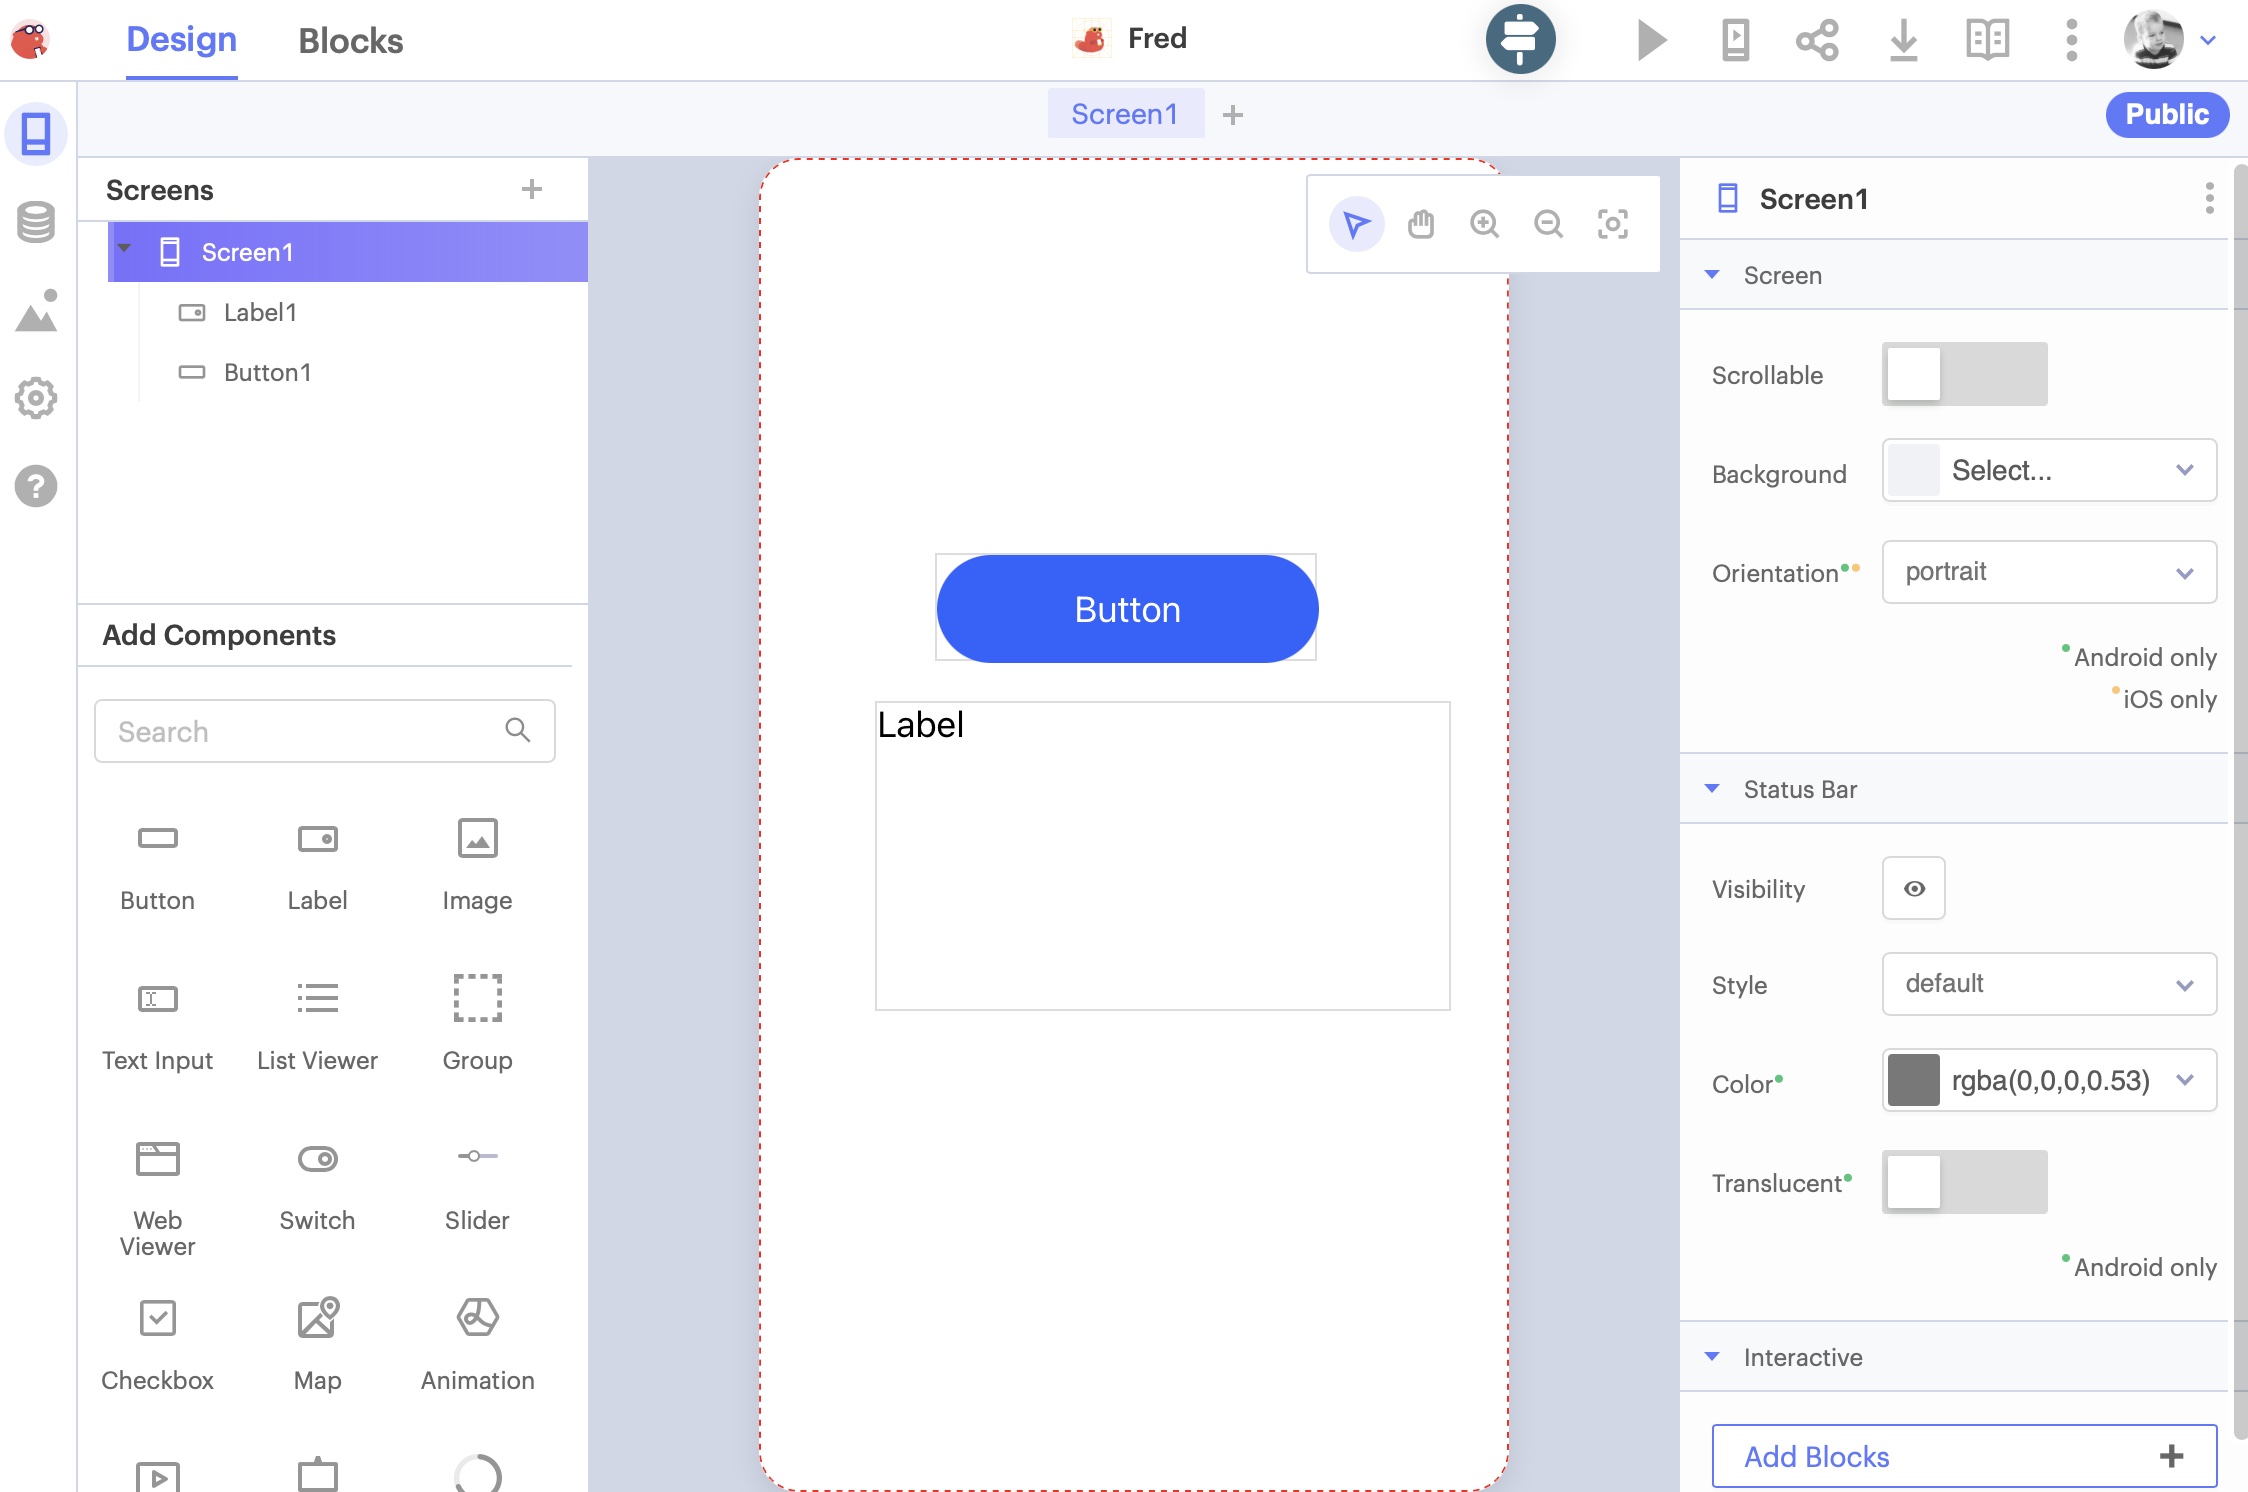 Design
Blocks
Fred
Screen1
Public
Screens
Screen1
Label1
Button1
Add Components
Search
Button
Label
Image
Text Input
List Viewer
Group
Web
Viewer
Switch
Slider
Checkbox
Map
Animation
Button
Label
Screen1
Screen
Scrollable
Background
Select...
Orientation
portrait
Android only
iOS only
Status Bar
Visibility
Style
default
Color
rgba(0,0,0,0.53)
Translucent
Android only
Interactive
Add Blocks